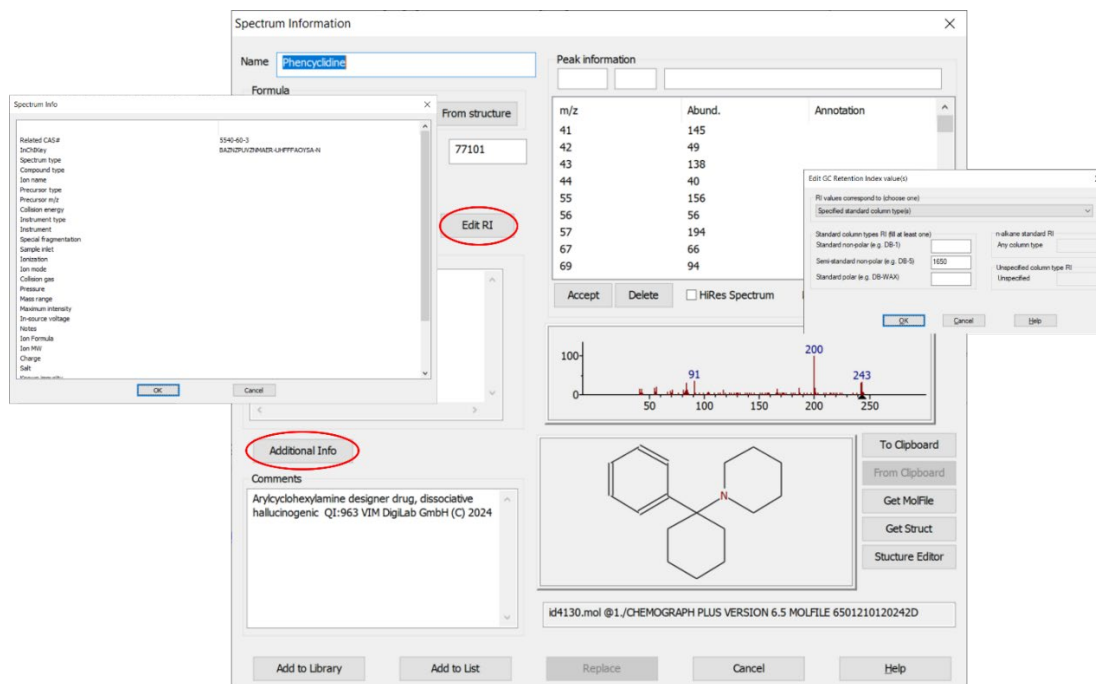 Spectrum Information
Name Phencyclidine
Formula
From structure
77101
Edit RI
Additional Info
Comments
Arylcyclohexylamine designer drug, dissociative
hallucinogenic QI:963 VIM DigiLab GmbH (C) 2024
Add to Library
Add to List
Replace
Cancel
Help
Peak information
m/z Abund. Annotation
41 145
42 49
43 138
44 40
55 156
56 56
57 194
67 66
69 94
Accept
Delete
HiRes Spectrum
100
0
91
200
243
50 100 150 200 250
N
To Clipboard
From Clipboard
Get MolFile
Get Struct
Stucture Editor
id4130.mol @1./CHEMOGRAPH PLUS VERSION 6.5 MOLFILE 6501210120242D
Spectrum Info
Related CAS# 5540-60-3
InChIKey
Spectrum type
Compound type
Ion name
Precursor type
Precursor m/z
Collision energy
Instrument type
Instrument
Special fragmentation
Sample inlet
Ionization
Ion mode
Collision gas
Pressure
Mass range
Maximum intensity
In-source voltage
Notes
Ion Formula
Ion MW
Charge
Salt
OK
Cancel
Edit GC Retention Index value(s)
RI values correspond to (choose one)
Specified standard column type(s)
Standard column types RI (fill at least one)
Standard non-polar (e.g. DB-1)
Semi-standard non-polar (e.g. DB-5) 1650
Standard polar (e.g. DB-WAX)
n-alkane standard RI
Any column type
Unspecified column type RI
Unspecified
OK
Cancel
Help